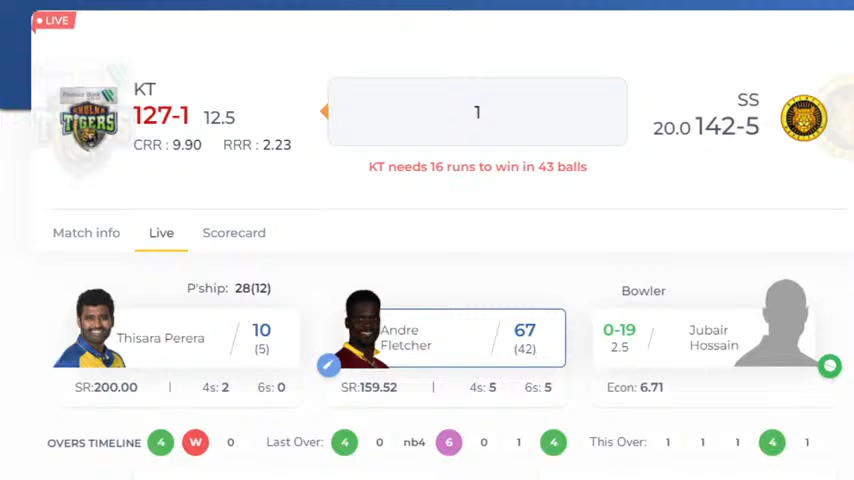 LIVE
KT
127-1 12.5
CRR : 9.90 RRR : 2.23
KHULNA
TIGERS
1
KT needs 16 runs to win in 43 balls
SS
20.0 142-5
Match info Live Scorecard
P'ship: 28(12)
Thisara Perera 10 (5)
SR:200.00 | 4s: 2 6s: 0
Andre Fletcher 67 (42)
SR:159.52 | 4s: 5 6s: 5
Bowler
0-19 2.5 Jubair Hossain
Econ: 6.71
OVERS TIMELINE 4 W 0 Last Over: 4 0 nb4 6 0 1 4 This Over: 1 1 1 4 1